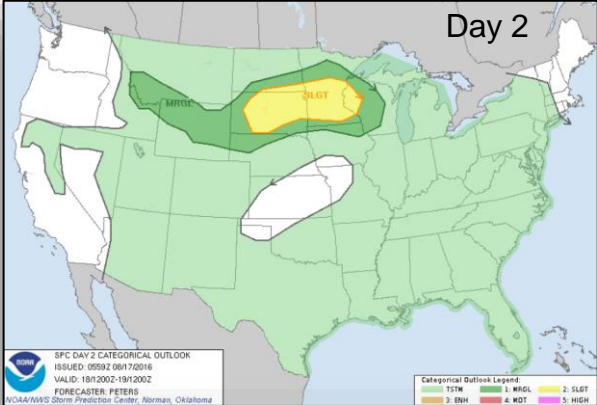 Day 2
MRGL
SLGT
NOAA
SPC DAY 2 CATEGORICAL OUTLOOK
ISSUED: 0559Z 08/17/2016
VALID: 18/1200Z-19/1200Z
FORECASTER: PETERS
NOAA/NWS Storm Prediction Center, Norman, Oklahoma
Categorical Outlook Legend:
TSTM 1: MRGL 2: SLGT
3: ENH 4: MDT 5: HIGH